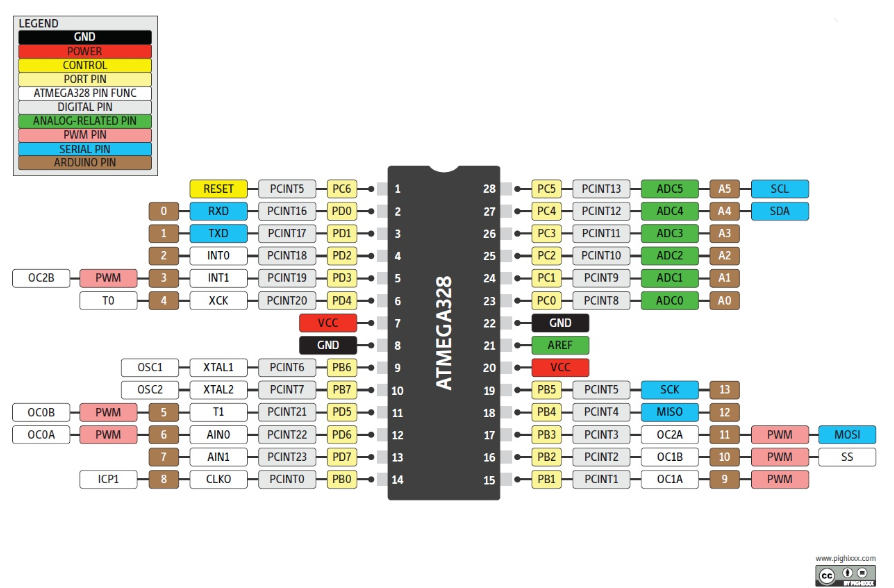 LEGEND
GND
POWER
CONTROL
PORT PIN
ATMEGA328 PIN FUNC
DIGITAL PIN
ANALOG-RELATED PIN
PWM PIN
SERIAL PIN
ARDUINO PIN
RESET PCINT5 PC6 1 28 PC5 PCINT13 ADC5 A5 SCL
0 RXD PCINT16 PD0 2 27 PC4 PCINT12 ADC4 A4 SDA
1 TXD PCINT17 PD1 3 26 PC3 PCINT11 ADC3 A3
2 INT0 PCINT18 PD2 4 25 PC2 PCINT10 ADC2 A2
OC2B PWM 3 INT1 PCINT19 PD3 5 24 PC1 PCINT9 ADC1 A1
T0 4 XCK PCINT20 PD4 6 23 PC0 PCINT8 ADC0 A0
VCC 7 22 GND
GND 8 21 AREF
ATMEGA328
OSC1 XTAL1 PCINT6 PB6 9 20 VCC
OSC2 XTAL2 PCINT7 PB7 10 19 PB5 PCINT5 SCK 13
OC0B PWM 5 T1 PCINT21 PD5 11 18 PB4 PCINT4 MISO 12
OC0A PWM 6 AIN0 PCINT22 PD6 12 17 PB3 PCINT3 OC2A 11 PWM MOSI
7 AIN1 PCINT23 PD7 13 16 PB2 PCINT2 OC1B 10 PWM SS
ICP1 8 CLKO PCINT0 PB0 14 15 PB1 PCINT1 OC1A 9 PWM
www.pighixxx.com
cc
BY PIGHIXXX